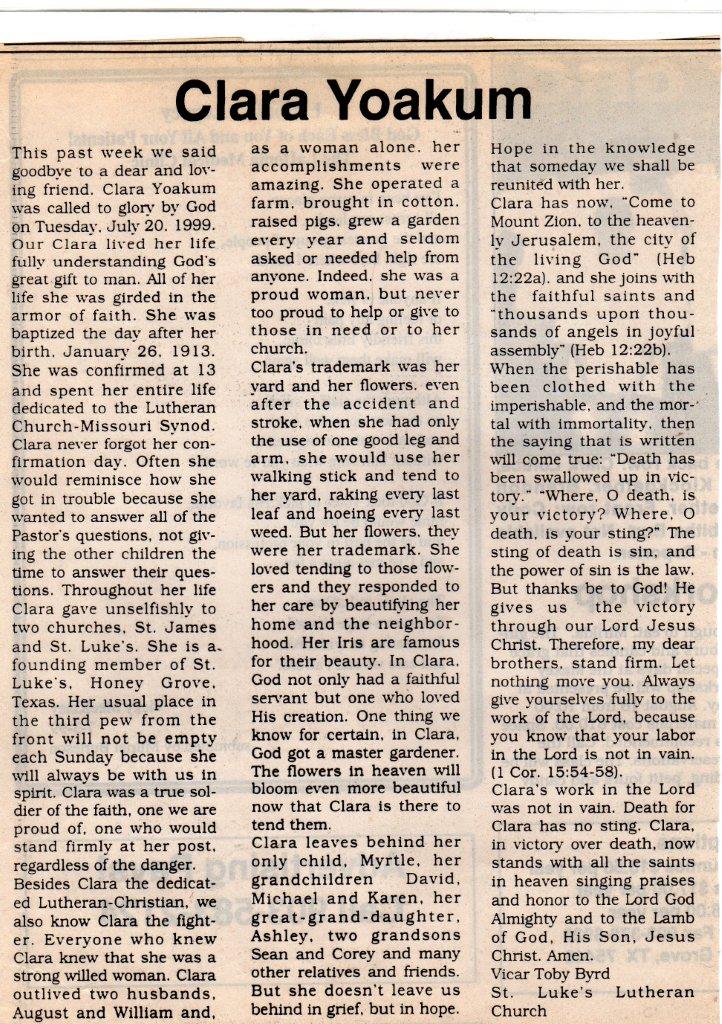 Clara Yoakum
This past week we said
goodbye to a dear and lov-
ing friend. Clara Yoakum
was called to glory by God
on Tuesday, July 20, 1999.
Our Clara lived her life
fully understanding God's
great gift to man. All of her
life she was girded in the
armor of faith. She was
baptized the day after her
birth, January 26, 1913.
She was confirmed at 13
and spent her entire life
dedicated to the Lutheran
Church-Missouri Synod.
Clara never forgot her con-
firmation day. Often she
would reminisce how she
got in trouble because she
wanted to answer all of the
Pastor's questions, not giv-
ing the other children the
time to answer their ques-
tions. Throughout her life
Clara gave unselfishly to
two churches, St. James
and St. Luke's. She is a
founding member of St.
Luke's, Honey Grove,
Texas. Her usual place in
the third pew from the
front will not be empty
each Sunday because she
will always be with us in
spirit. Clara was a true sol-
dier of the faith, one we are
proud of, one who would
stand firmly at her post,
regardless of the danger.
Besides Clara the dedicat-
ed Lutheran-Christian, we
also know Clara the fight-
er. Everyone who knew
Clara knew that she was a
strong willed woman. Clara
outlived two husbands,
August and William and,
as a woman alone, her
accomplishments were
amazing. She operated a
farm, brought in cotton,
raised pigs, grew a garden
every year and seldom
asked or needed help from
anyone. Indeed, she was a
proud woman, but never
too proud to help or give to
those in need or to her
church.
Clara's trademark was her
yard and her flowers, even
after the accident and
stroke, when she had only
the use of one good leg and
arm, she would use her
walking stick and tend to
her yard, raking every last
leaf and hoeing every last
weed. But her flowers, they
were her trademark. She
loved tending to those flow-
ers and they responded to
her care by beautifying her
home and the neighbor-
hood. Her Iris are famous
for their beauty. In Clara,
God not only had a faithful
servant but one who loved
His creation. One thing we
know for certain, in Clara,
God got a master gardener.
The flowers in heaven will
bloom even more beautiful
now that Clara is there to
tend them.
Clara leaves behind her
only child, Myrtle, her
grandchildren David,
Michael and Karen, her
great-grand-daughter,
Ashley, two grandsons
Sean and Corey and many
other relatives and friends.
But she doesn't leave us
behind in grief, but in hope.
Hope in the knowledge
that someday we shall be
reunited with her.
Clara has now, "Come to
Mount Zion, to the heaven-
ly Jerusalem, the city of
the living God" (Heb
12:22a), and she joins with
the faithful saints and
"thousands upon thou-
sands of angels in joyful
assembly" (Heb 12:22b).
When the perishable has
been clothed with the
imperishable, and the mor-
tal with immortality, then
the saying that is written
will come true: "Death has
been swallowed up in vic-
tory." "Where, O death, is
your victory? Where, O
death, is your sting?" The
sting of death is sin, and
the power of sin is the law.
But thanks be to God! He
gives us the victory
through our Lord Jesus
Christ. Therefore, my dear
brothers, stand firm. Let
nothing move you. Always
give yourselves fully to the
work of the Lord, because
you know that your labor
in the Lord is not in vain.
(1 Cor. 15:54-58).
Clara's work in the Lord
was not in vain. Death for
Clara has no sting. Clara,
in victory over death, now
stands with all the saints
in heaven singing praises
and honor to the Lord God
Almighty and to the Lamb
of God, His Son, Jesus
Christ. Amen.
Vicar Toby Byrd
St. Luke's Lutheran
Church